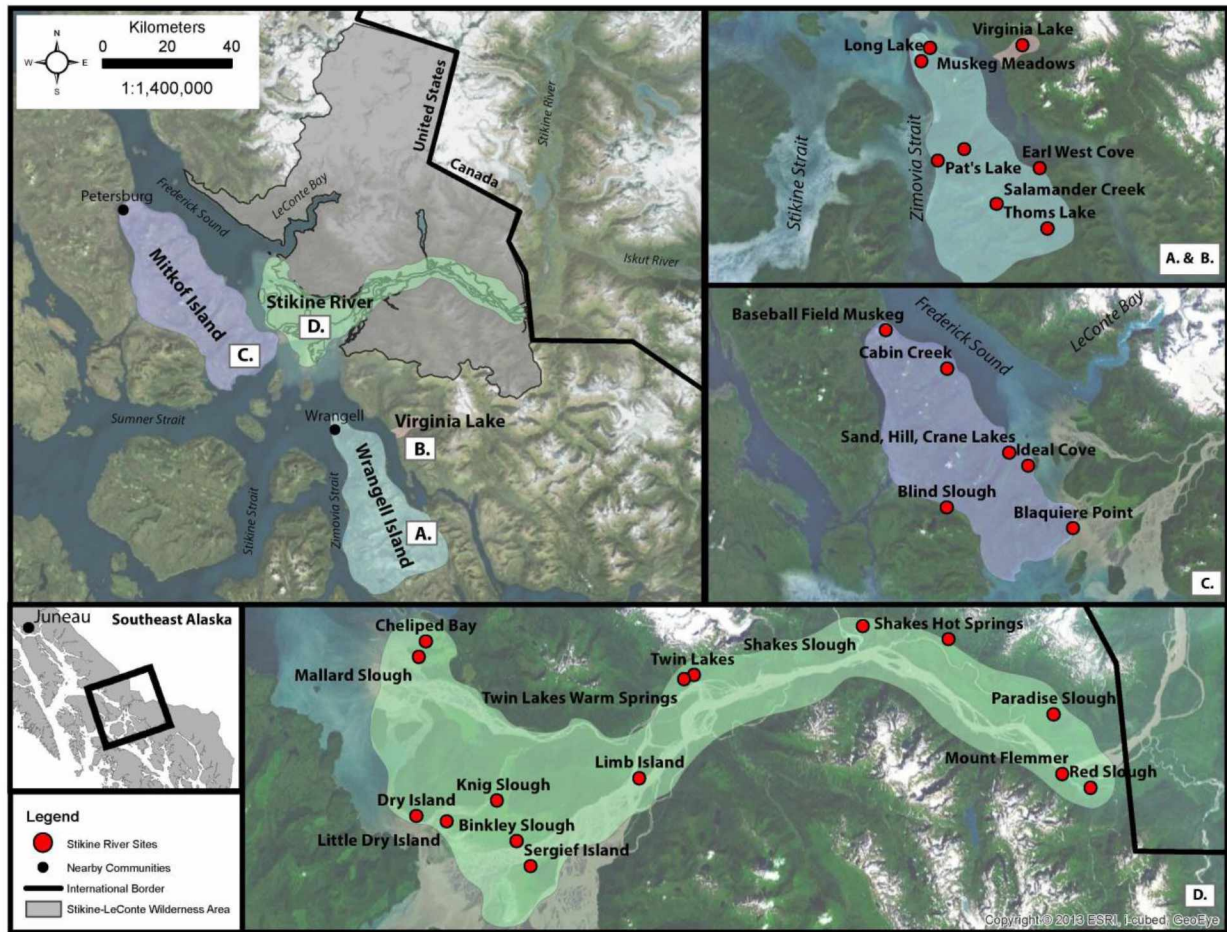 Kilometers
0 20 40
1:1,400,000
N
W E
S
United States
Canada
Stikine River
Iskut River
Petersburg
Frederick Sound
LeConte Bay
Mitkof Island
C.
Stikine River
D.
Sumner Strait
Wrangell
Virginia Lake
B.
Wrangell Island
A.
Stikine Strait
Zimovia Strait
Long Lake
Virginia Lake
Muskeg Meadows
Stikine Strait
Zimovia Strait
Earl West Cove
Pat's Lake
Salamander Creek
Thoms Lake
A. & B.
Baseball Field Muskeg
Frederick Sound
LeConte Bay
Cabin Creek
Sand, Hill, Crane Lakes
Ideal Cove
Blind Slough
Blaquiere Point
C.
Juneau
Southeast Alaska
Legend
Stikine River Sites
Nearby Communities
International Border
Stikine-LeConte Wilderness Area
Cheliped Bay
Mallard Slough
Twin Lakes
Twin Lakes Warm Springs
Shakes Slough
Shakes Hot Springs
Paradise Slough
Limb Island
Mount Flemmer
Red Slough
Knig Slough
Dry Island
Little Dry Island
Binkley Slough
Sergief Island
D.
Copyright:© 2013 ESRI, i-cubed, GeoEye